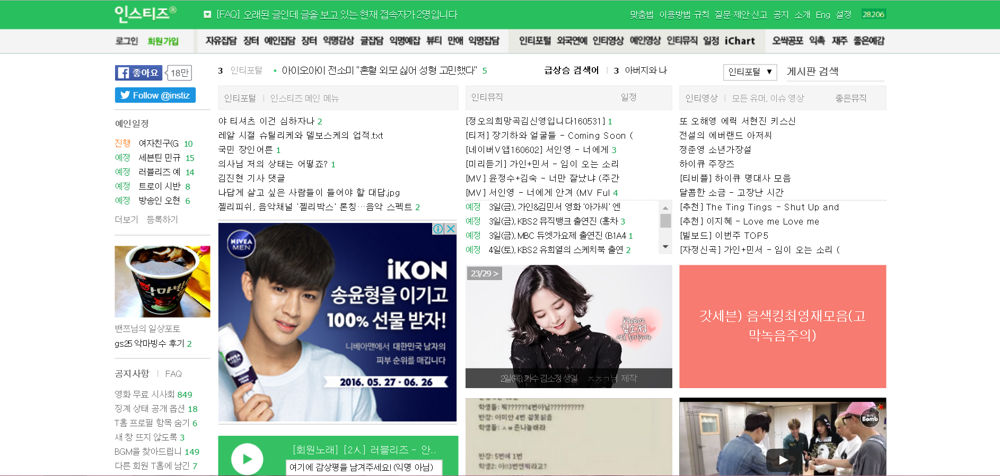 인스티즈®
[FAQ] 오래된 글인데 글을 보고 있는 현재 접속자가 2명입니다
맞춤법 이용방법·규칙 질문·제안·신고 공지 소개 Eng 설정 28206
로그인 회원가입 자유잡담 장터 예인잡담 장터 익명감상 글잡담 익명예잡 뷰티 만애 익명잡담 인티포털 외국연예 인티영상 예인영상 인티뮤직 일정 iChart 오싹공포 익촉 재주 좋은예감
좋아요 18만
Follow @instiz
예인일정
진행 여자친구(G 10
예정 세븐틴 민규 15
예정 러블리즈 예 14
예정 트로이 시반 8
예정 방송인 오현 6
더보기 등록하기
악마빙
밴쯔님의 일상포토
gs25 악마빙수 후기 2
공지사항 | FAQ
영화 무료 시사회 849
징계 상태 공개 옵션 18
T홈 프로필 항목 숨기 6
새 창 뜨지 않도록 3
BGM을 찾아드립니 149
다른 회원 T홈에 남긴 7
3 인티포털 • 아이오아이 전소미 "혼혈 외모 싫어 성형 고민했다" 5
급상승 검색어 | 3 아버지와 나
인티포털 ▼ 게시판 검색
인티포털 | 인스티즈 메인 메뉴
야 티셔츠 이건 심하자나 2
레알 시절 슈틸리케와 델보스케의 업적.txt
국민 장인어른 1
의사님 저의 상태는 어떻죠? 1
김진현 기사 댓글
나답게 살고 싶은 사람들이 들어야 할 대답.jpg
젤리피쉬, 음악채널 '젤리박스' 론칭…음악 스펙트 2
NIVEA
MEN
iKON
송윤형을 이기고
100% 선물 받자!
니베아맨에서 대한민국 남자의
피부 순위를 매깁니다
2016. 05. 27 - 06. 26
NIVEA
MEN
[회원노래] [2人] 러블리즈 - 안..
여기에 감상평을 남겨주세요! (익명 아님)
인티뮤직 일정
[정오의희망곡김신영입니다160531] 1
[티저] 장기하와 얼굴들 - Coming Soon (
[네이버V앱160602] 서인영 - 너에게 3
[미리듣기] 가인+민서 - 임이 오는 소리
[MV] 윤정수+김숙 - 너만 잘났냐 (주간
[MV] 서인영 - 너에게 안겨 (MV Ful 4
예정 3일(금), 가인&김민서 영화 '아가씨' 엔
예정 3일(금), KBS2 뮤직뱅크 출연진 (홍차 3
예정 3일(금), MBC 듀엣가요제 출연진 (B1A4 1
예정 4일(토), KBS2 유희열의 스케치북 출연 2
23/29 >
김소정
2일(목), 가수 김소정 생일 ㅈㅈㄱ님 제작
학생들: 뭑??????4번아님??????????
반장: 아미안 4번 잘못읽음
학생들: ㅅㅂ 존나놀래라
반장: 5번에 1번
인티영상 | 모든 유머, 이슈 영상 좋은뮤직
또 오해영 에릭 서현진 키스신
전설의 에버랜드 아저씨
정준영 소년가장설
하이큐 주장즈
[티비플] 하이큐 명대사 모음
달콤한 소금 - 고장난 시간
[추천] The Ting Tings - Shut Up and
[추천] 이지혜 - Love me Love me
[빌보드] 이번주 TOP5
[자정신곡] 가인+민서 - 임이 오는 소리 (
갓세븐) 음색킹최영재모음(고
막녹음주의)
Big Hit
BTS
Bomb